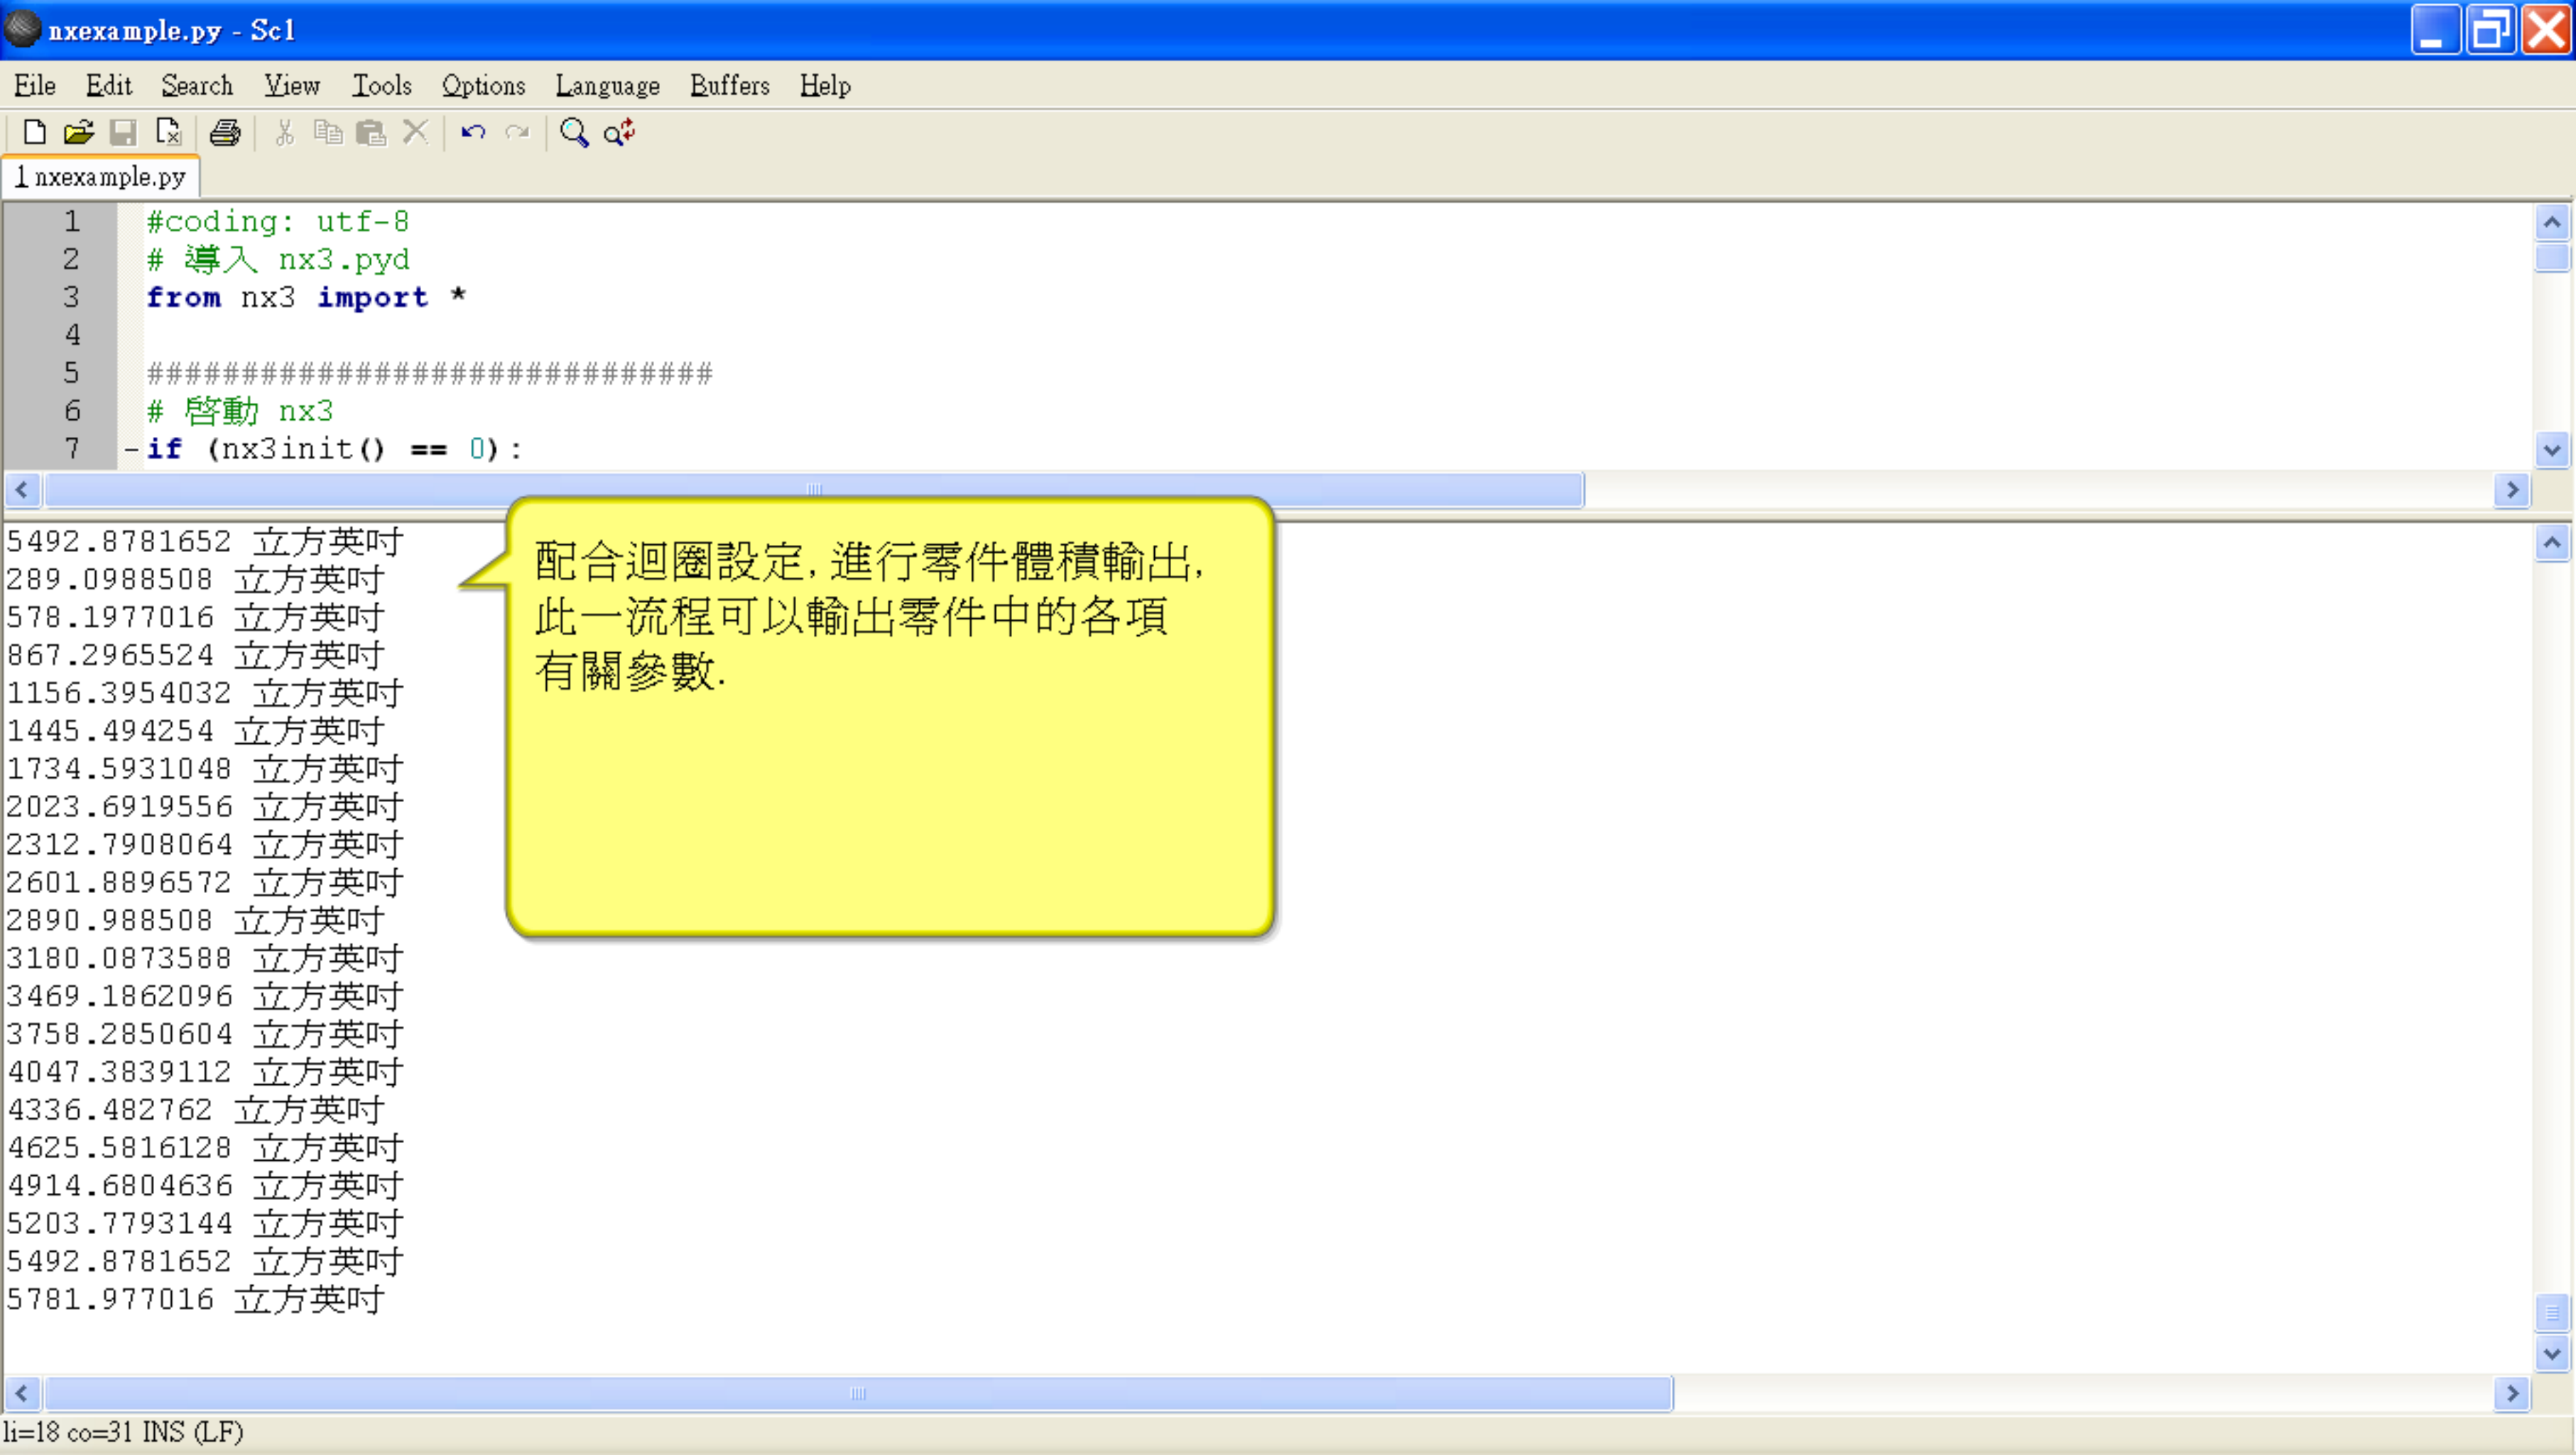 nxexample.py - Sc1
File Edit Search View Tools Options Language Buffers Help
1 nxexample.py
1 #coding: utf-8
2 # 導入 nx3.pyd
3 from nx3 import *
4
5 ##############################
6 # 啓動 nx3
7 if (nx3init() == 0):
5492.8781652 立方英吋
289.0988508 立方英吋
578.1977016 立方英吋
867.2965524 立方英吋
1156.3954032 立方英吋
1445.494254 立方英吋
1734.5931048 立方英吋
2023.6919556 立方英吋
2312.7908064 立方英吋
2601.8896572 立方英吋
2890.988508 立方英吋
3180.0873588 立方英吋
3469.1862096 立方英吋
3758.2850604 立方英吋
4047.3839112 立方英吋
4336.482762 立方英吋
4625.5816128 立方英吋
4914.6804636 立方英吋
5203.7793144 立方英吋
5492.8781652 立方英吋
5781.977016 立方英吋
配合迴圈設定, 進行零件體積輸出,
此一流程可以輸出零件中的各項
有關參數.
li=18 co=31 INS (LF)